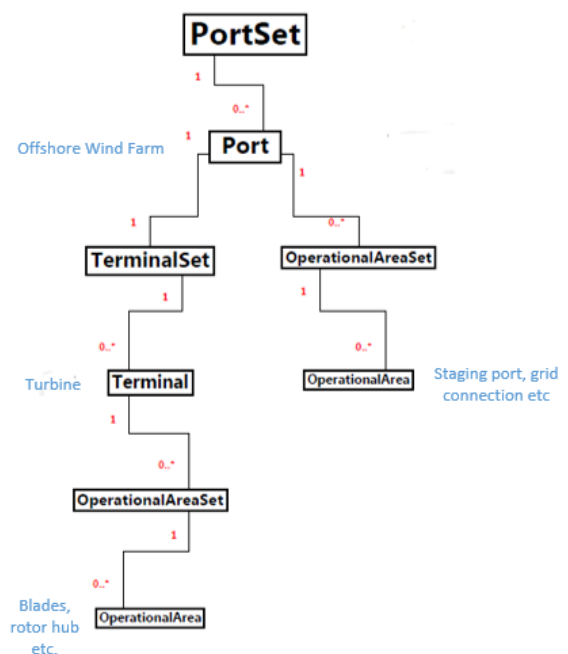 PortSet
1
0..*
Offshore Wind Farm
1
Port
1
1
0..*
TerminalSet
OperationalAreaSet
1
1
0..*
0..*
Turbine
Terminal
OperationalArea
Staging port, grid
connection etc
1
0..*
OperationalAreaSet
1
0..*
Blades,
rotor hub
etc.
OperationalArea